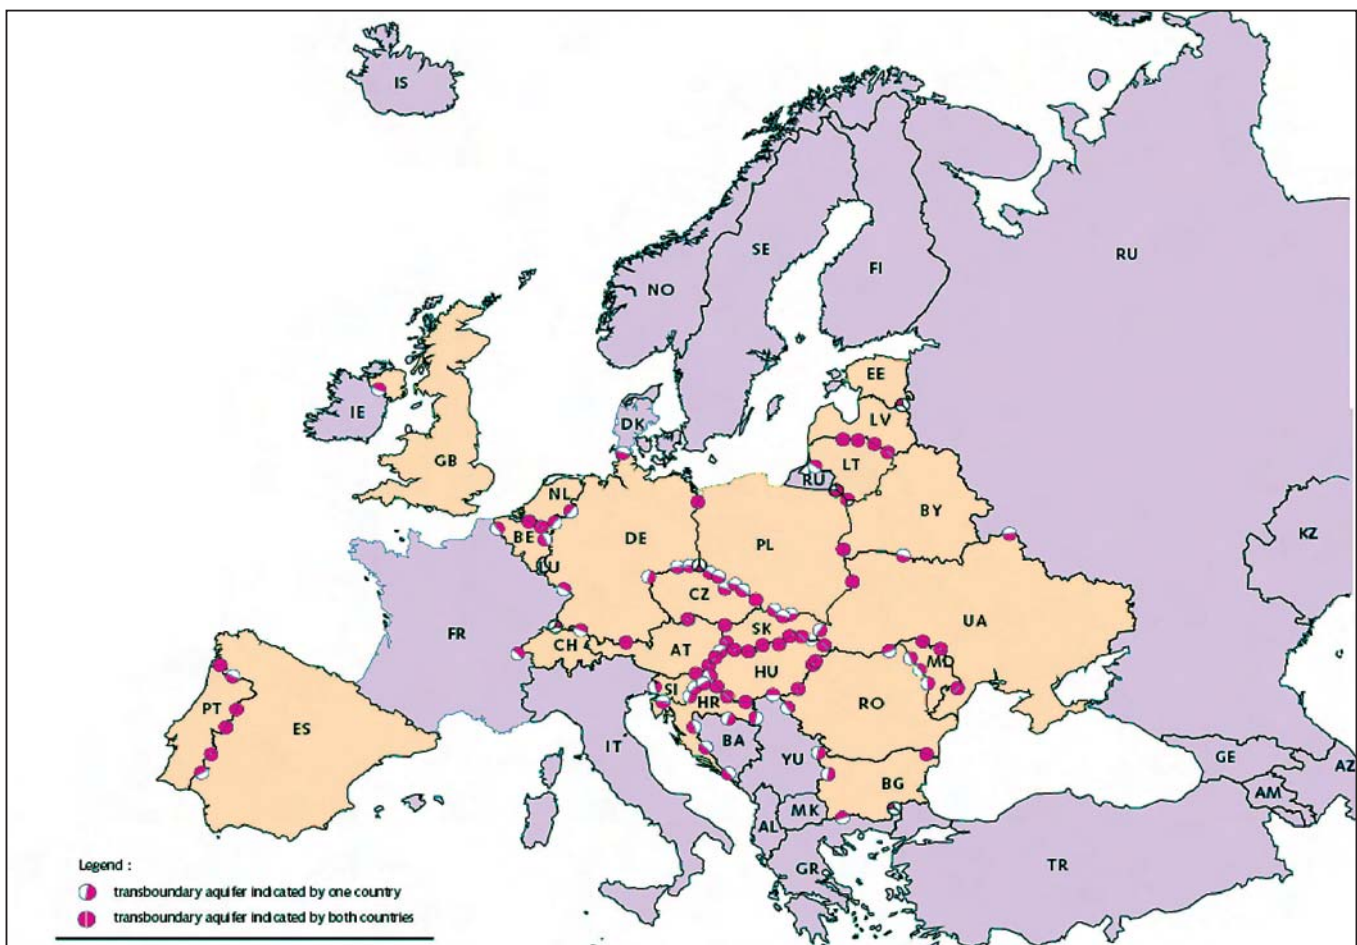 IS
RU
SE
FI
NO
EE
IE
DK
LV
LT
GB
RU
NL
BY
KZ
BE
DE
PL
LU
CZ
UA
SK
FR
CH
AT
HU
MD
SI
HR
RO
PT
ES
IT
BA
YU
GE
AZ
BG
AM
MK
AL
TR
GR
Legend :
transboundary aquifer indicated by one country
transboundary aquifer indicated by both countries